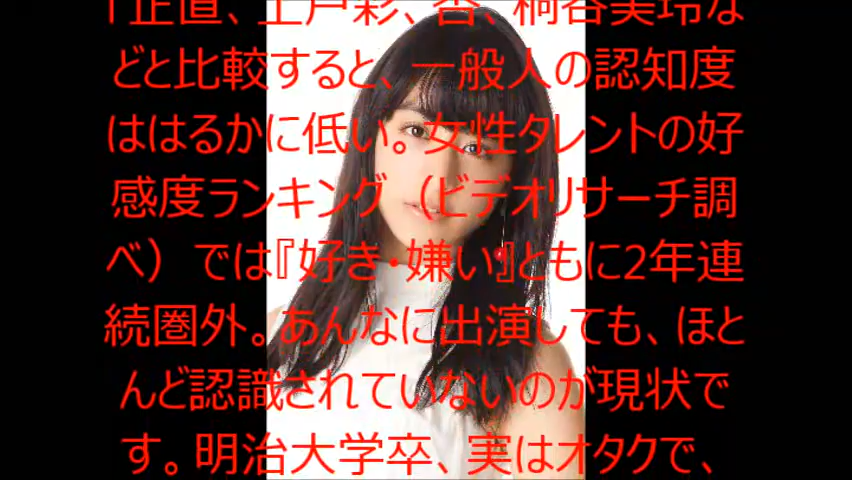 「正直、上戸彩、杏、桐谷美玲な
どと比較すると、一般人の認知度
ははるかに低い。女性タレントの好
感度ランキング（ビデオリサーチ調
べ）では『好き・嫌い』ともに2年連
続圏外。あんなに出演しても、ほと
んど認識されていないのが現状で
す。明治大学卒、実はオタクで、